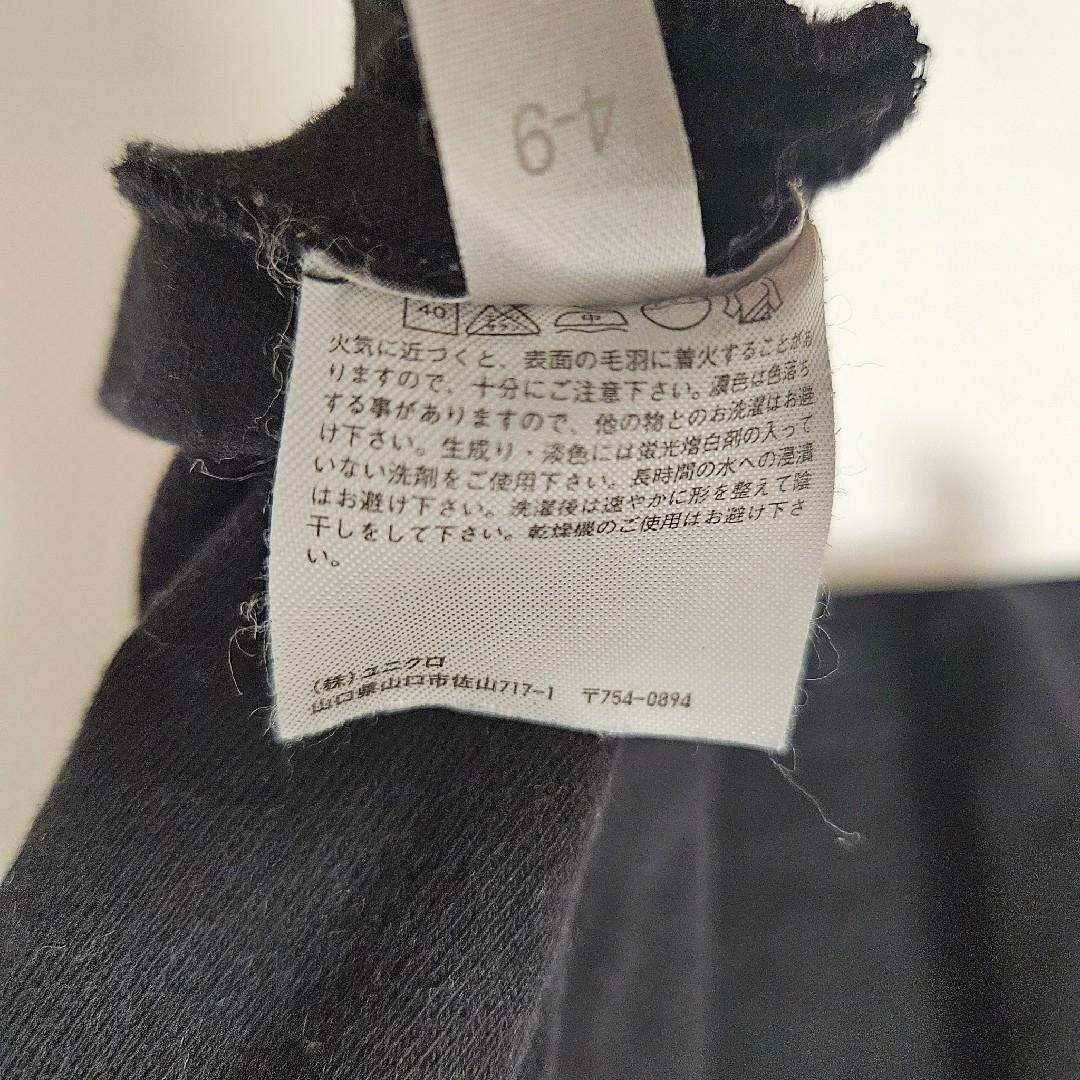 4-9
40
中
火気に近づくと、表面の毛羽に着火することがあ
りますので、十分にご注意下さい。濃色は色落ち
する事がありますので、他の物とのお洗濯はお避
け下さい。生成り・淡色には蛍光増白剤の入って
いない洗剤をご使用下さい。長時間の水への浸漬
はお避け下さい。洗濯後は速やかに形を整えて陰
干しをして下さい。乾燥機のご使用はお避け下さ
い。
(株)ユニクロ
山口県山口市佐山717-1 〒754-0894